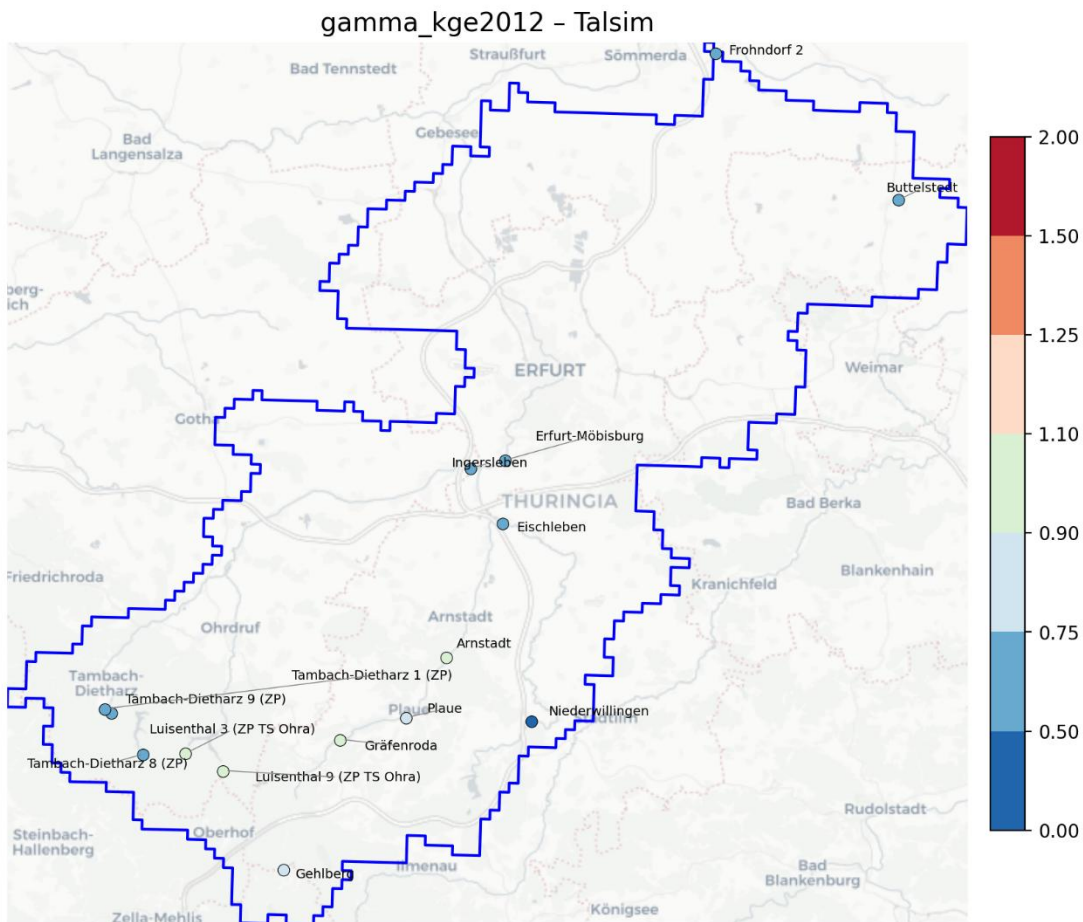 gamma_kge2012 – Talsim
Frohndorf 2
Straußfurt
Sömmerda
Bad Tennstedt
Gebesee
Bad
Langensalza
2.00
Buttelstedt
1.50
berg-
ich
1.25
ERFURT
Weimar
Gotha
1.10
Erfurt-Möbisburg
Ingersleben
THURINGIA
Bad Berka
Eischleben
0.90
Friedrichroda
Kranichfeld
Blankenhain
Arnstadt
Ohrdruf
0.75
Arnstadt
Tambach-
Dietharz
Tambach-Dietharz 1 (ZP)
Tambach-Dietharz 9 (ZP)
Plaue
Plaue
Niederwillingen
Stadtilm
Luisenthal 3 (ZP TS Ohra)
0.50
Gräfenroda
Tambach-Dietharz 8 (ZP)
Luisenthal 9 (ZP TS Ohra)
Rudolstadt
Steinbach-
Hallenberg
Oberhof
0.00
Ilmenau
Gehlberg
Bad
Blankenburg
Zella-Mehlis
Königsee